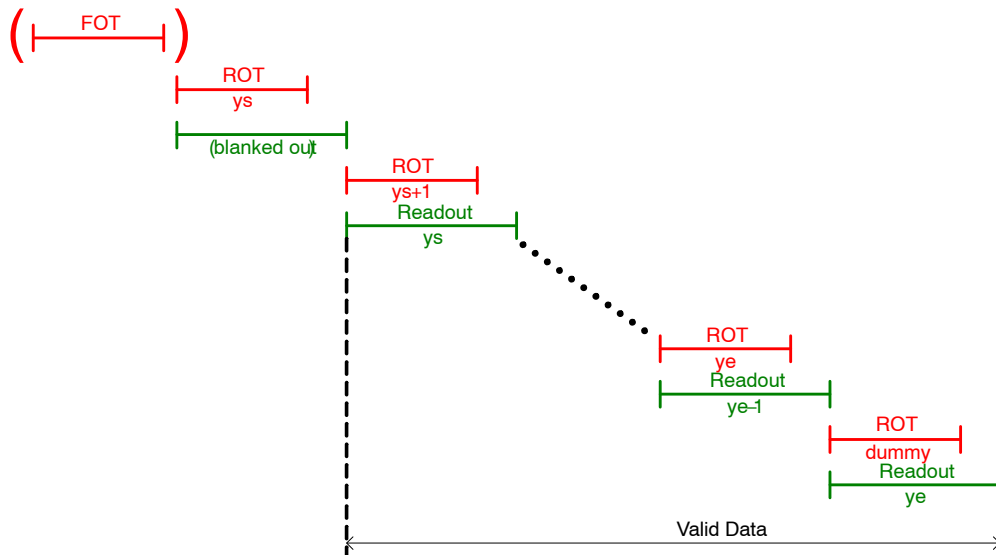 ( FOT )
ROT
ys
(blanked out)
ROT
ys+1
Readout
ys
ROT
ye
Readout
ye–1
ROT
dummy
Readout
ye
Valid Data